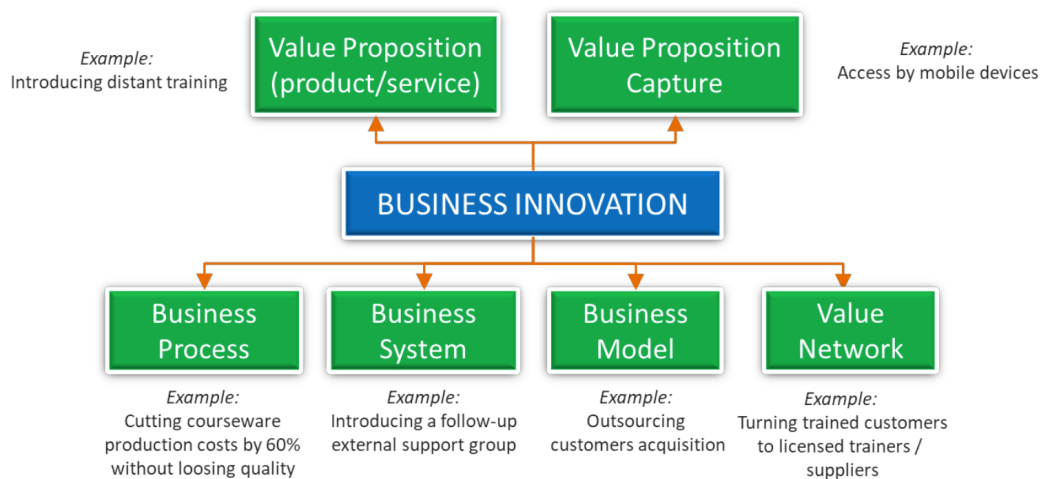 Example:
Introducing distant training
Value Proposition
(product/service)
Value Proposition
Capture
Example:
Access by mobile devices
BUSINESS INNOVATION
Business
Process
Business
System
Business
Model
Value
Network
Example:
Cutting courseware
production costs by 60%
without loosing quality
Example:
Introducing a follow-up
external support group
Example:
Outsourcing
customers acquisition
Example:
Turning trained customers
to licensed trainers /
suppliers